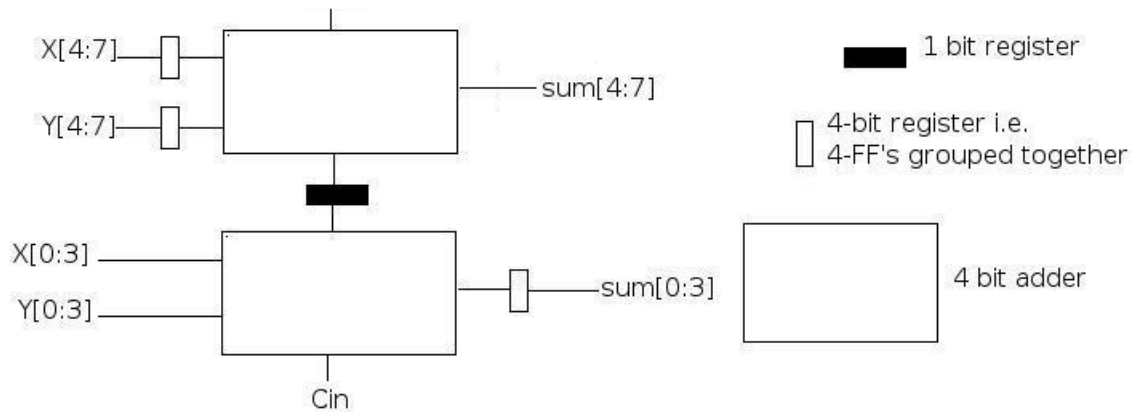 X[4:7]
Y[4:7]
sum[4:7]
X[0:3]
Y[0:3]
sum[0:3]
Cin
1 bit register
4-bit register i.e.
4-FF's grouped together
4 bit adder